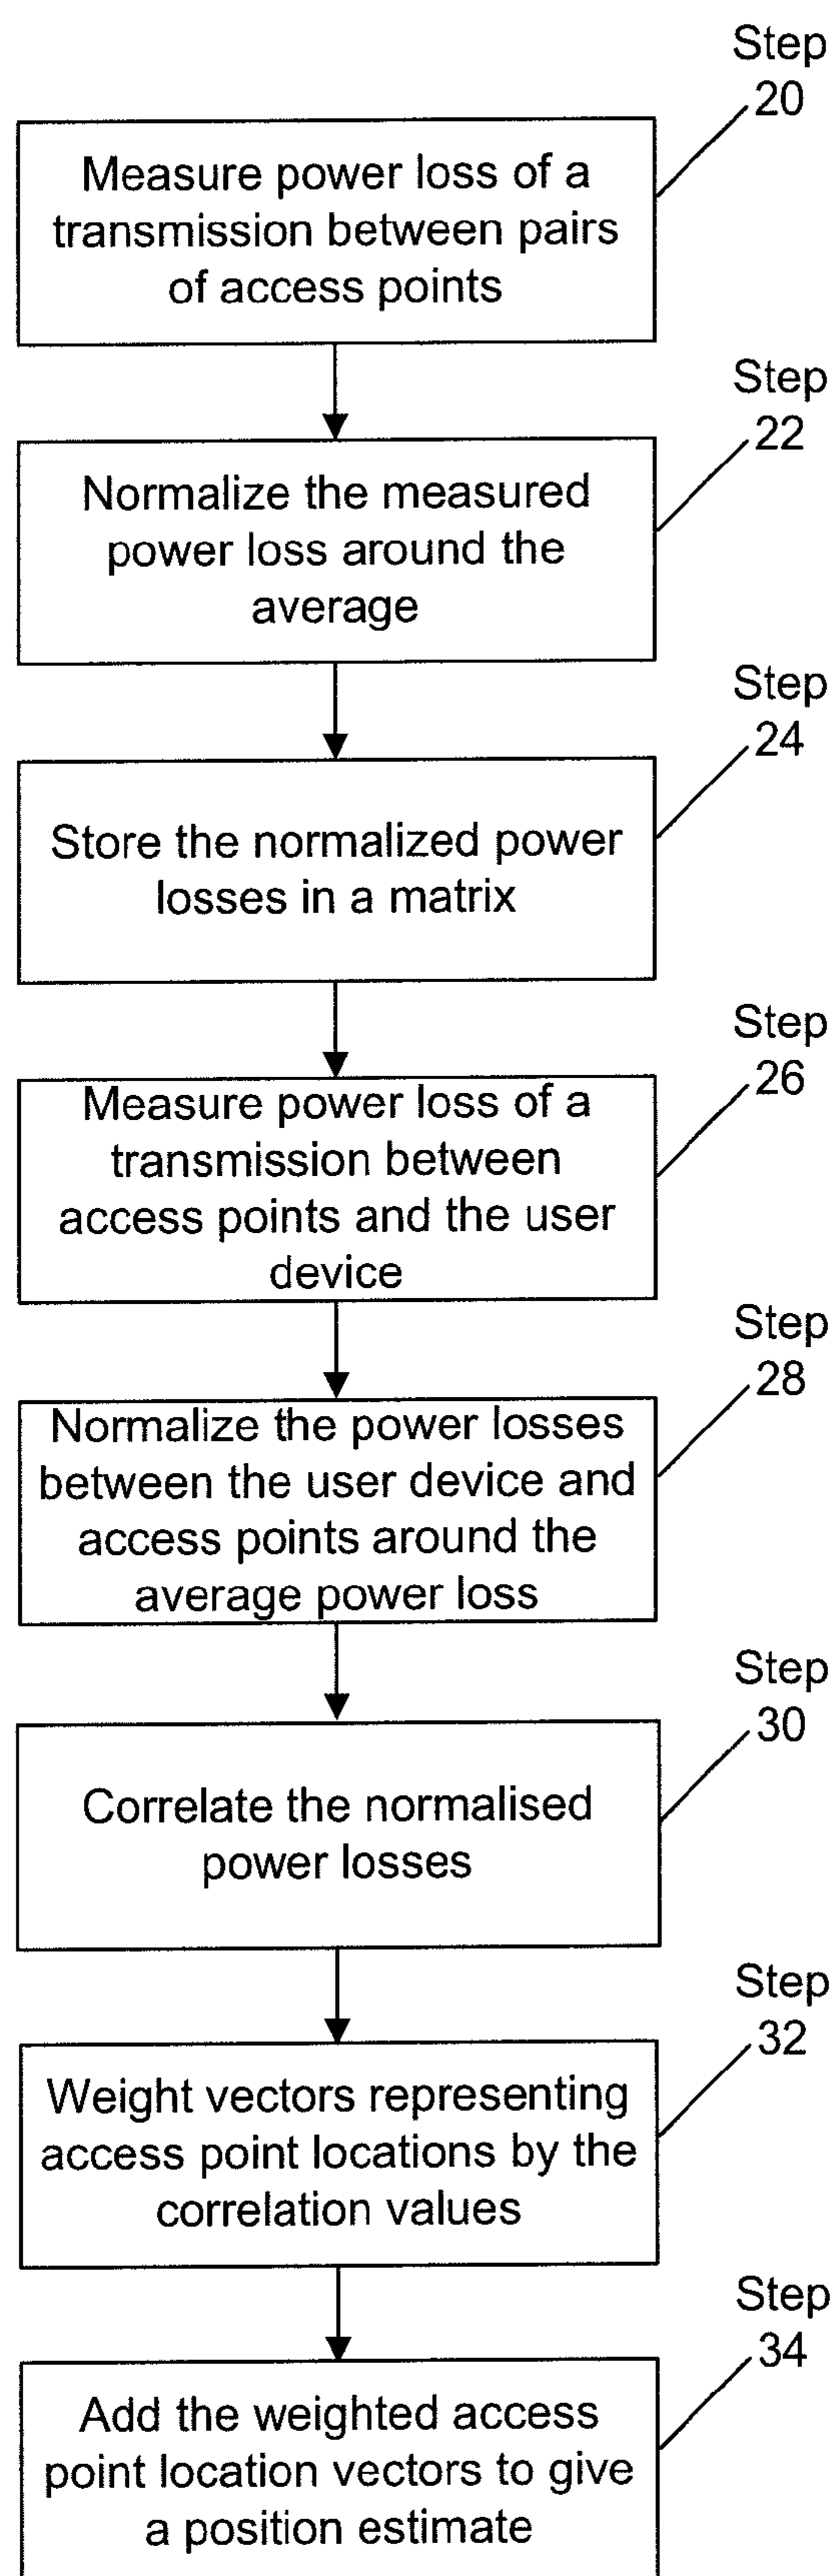 Step
20
Measure power loss of a
transmission between pairs
of access points
Step
22
Normalize the measured
power loss around the
average
Step
24
Store the normalized power
losses in a matrix
Step
26
Measure power loss of a
transmission between
access points and the user
device
Step
28
Normalize the power losses
between the user device and
access points around the
average power loss
Step
30
Correlate the normalised
power losses
Step
32
Weight vectors representing
access point locations by the
correlation values
Step
34
Add the weighted access
point location vectors to give
a position estimate